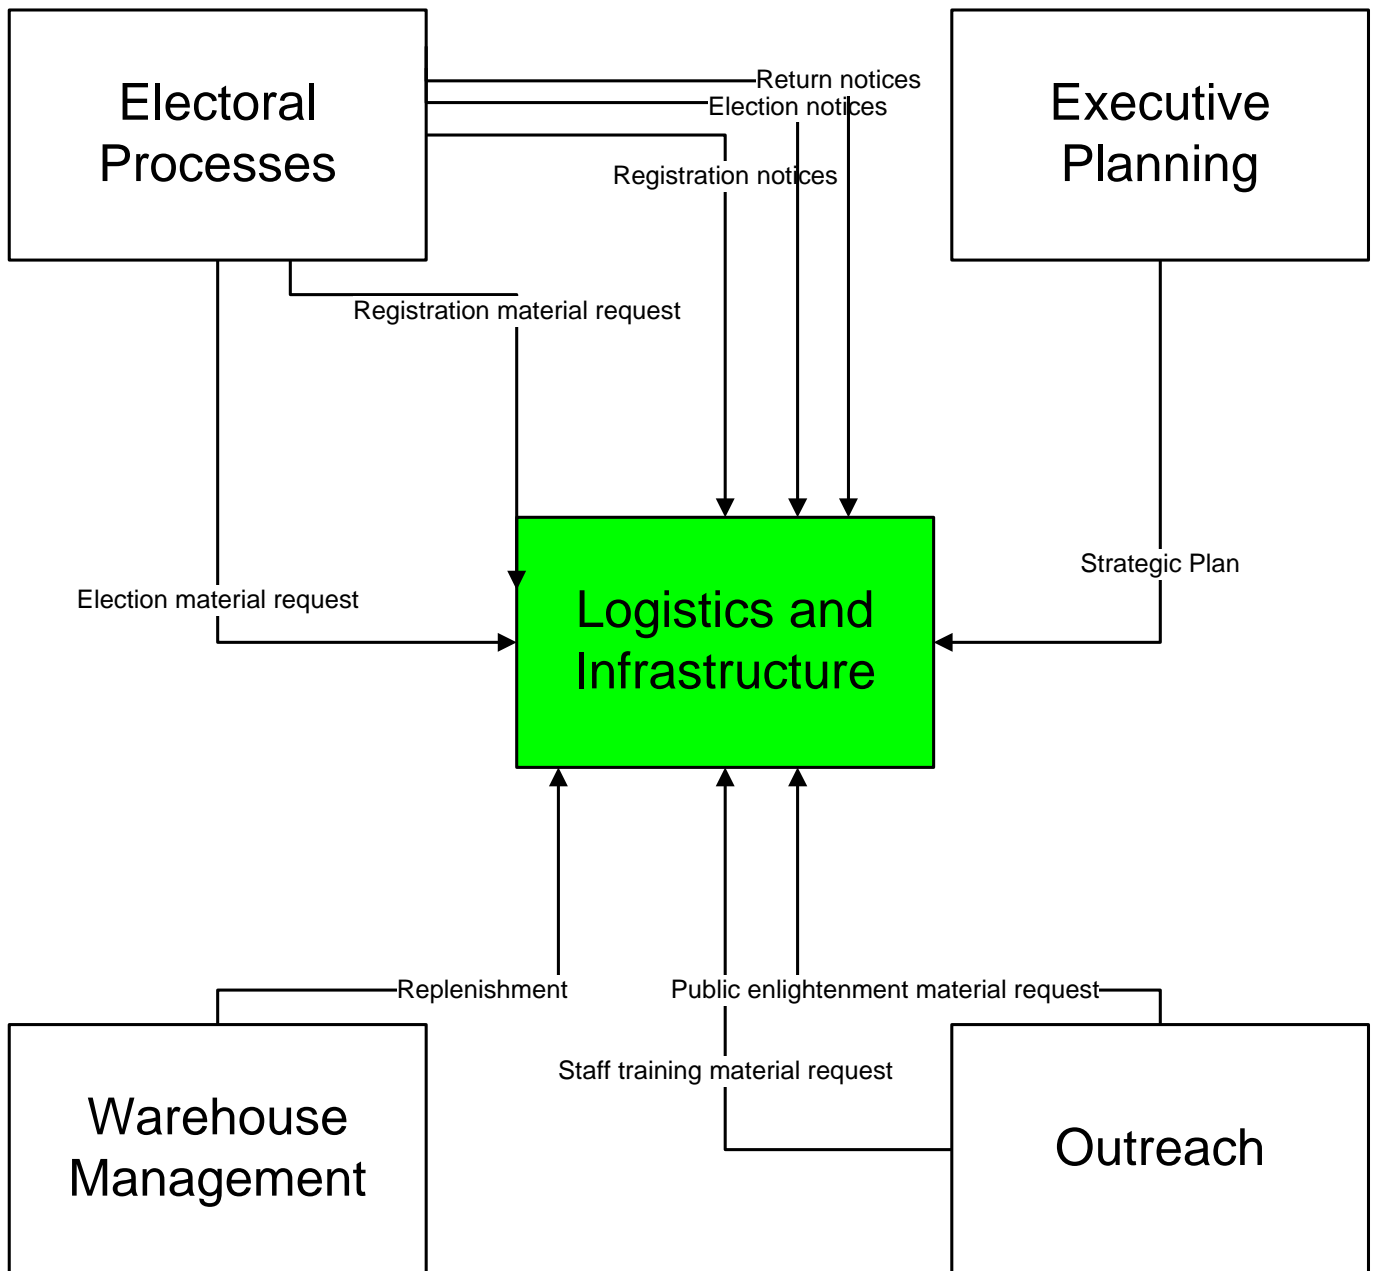 Electoral
Processes
Return notices
Election notices
Registration notices
Executive
Planning
Registration material request
Election material request
Logistics and
Infrastructure
Strategic Plan
Replenishment
Public enlightenment material request
Staff training material request
Warehouse
Management
Outreach